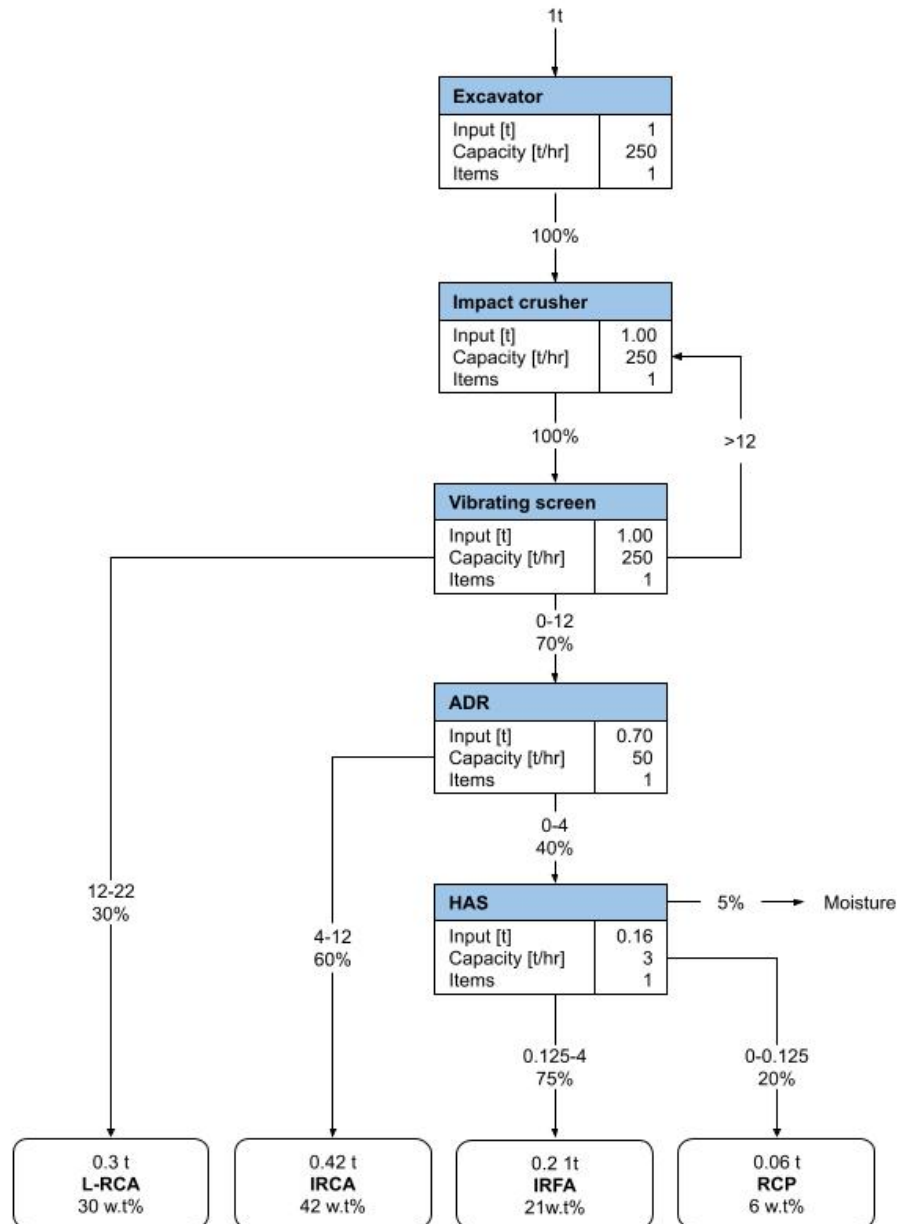 1t
Excavator
Input [t] 1
Capacity [t/hr] 250
Items 1
100%
Impact crusher
Input [t] 1.00
Capacity [t/hr] 250
Items 1
100%
>12
Vibrating screen
Input [t] 1.00
Capacity [t/hr] 250
Items 1
0-12
70%
ADR
Input [t] 0.70
Capacity [t/hr] 50
Items 1
0-4
40%
12-22
30%
4-12
60%
HAS
5%
Moisture
Input [t] 0.16
Capacity [t/hr] 3
Items 1
0.125-4
75%
0-0.125
20%
0.3 t
L-RCA
30 w.t%
0.42 t
IRCA
42 w.t%
0.2 1t
IRFA
21w.t%
0.06 t
RCP
6 w.t%